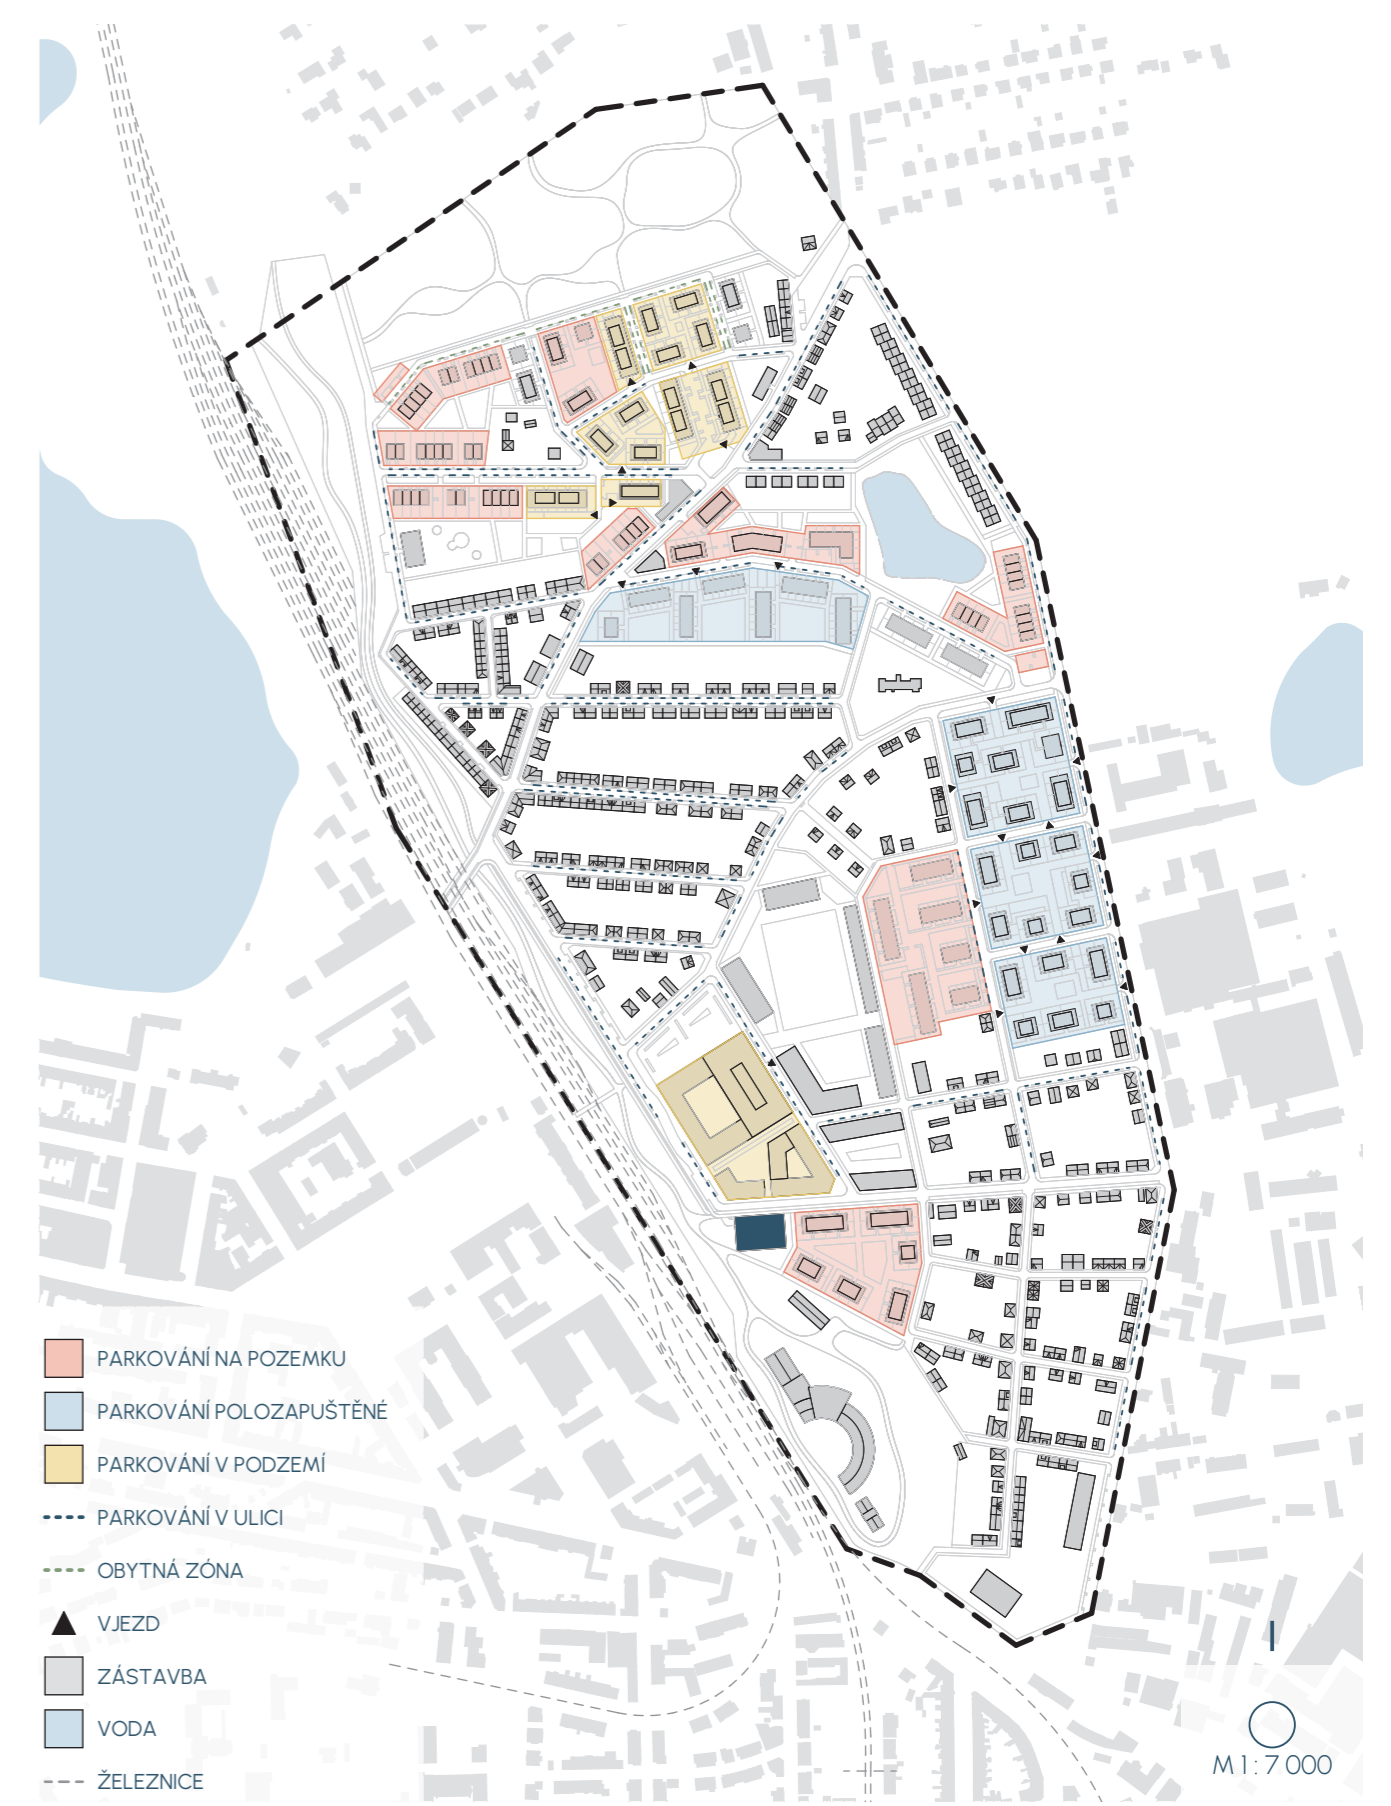 PARKOVÁNÍ NA POZEMKU
PARKOVÁNÍ POLOZAPUŠTĚNÉ
PARKOVÁNÍ V PODZEMÍ
PARKOVÁNÍ V ULICI
OBYTNÁ ZÓNA
VJEZD
ZÁSTAVBA
VODA
ŽELEZNICE
M 1 : 7 000